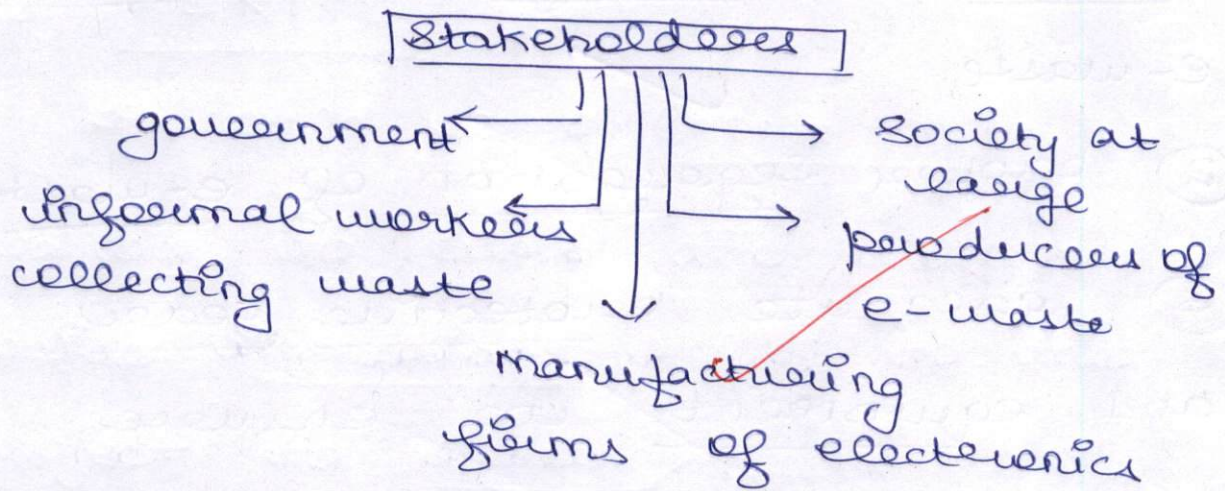 Stakeholders
government
society at
large
informal workers
collecting waste
producers of
e-waste
manufacturing
firms of electronics